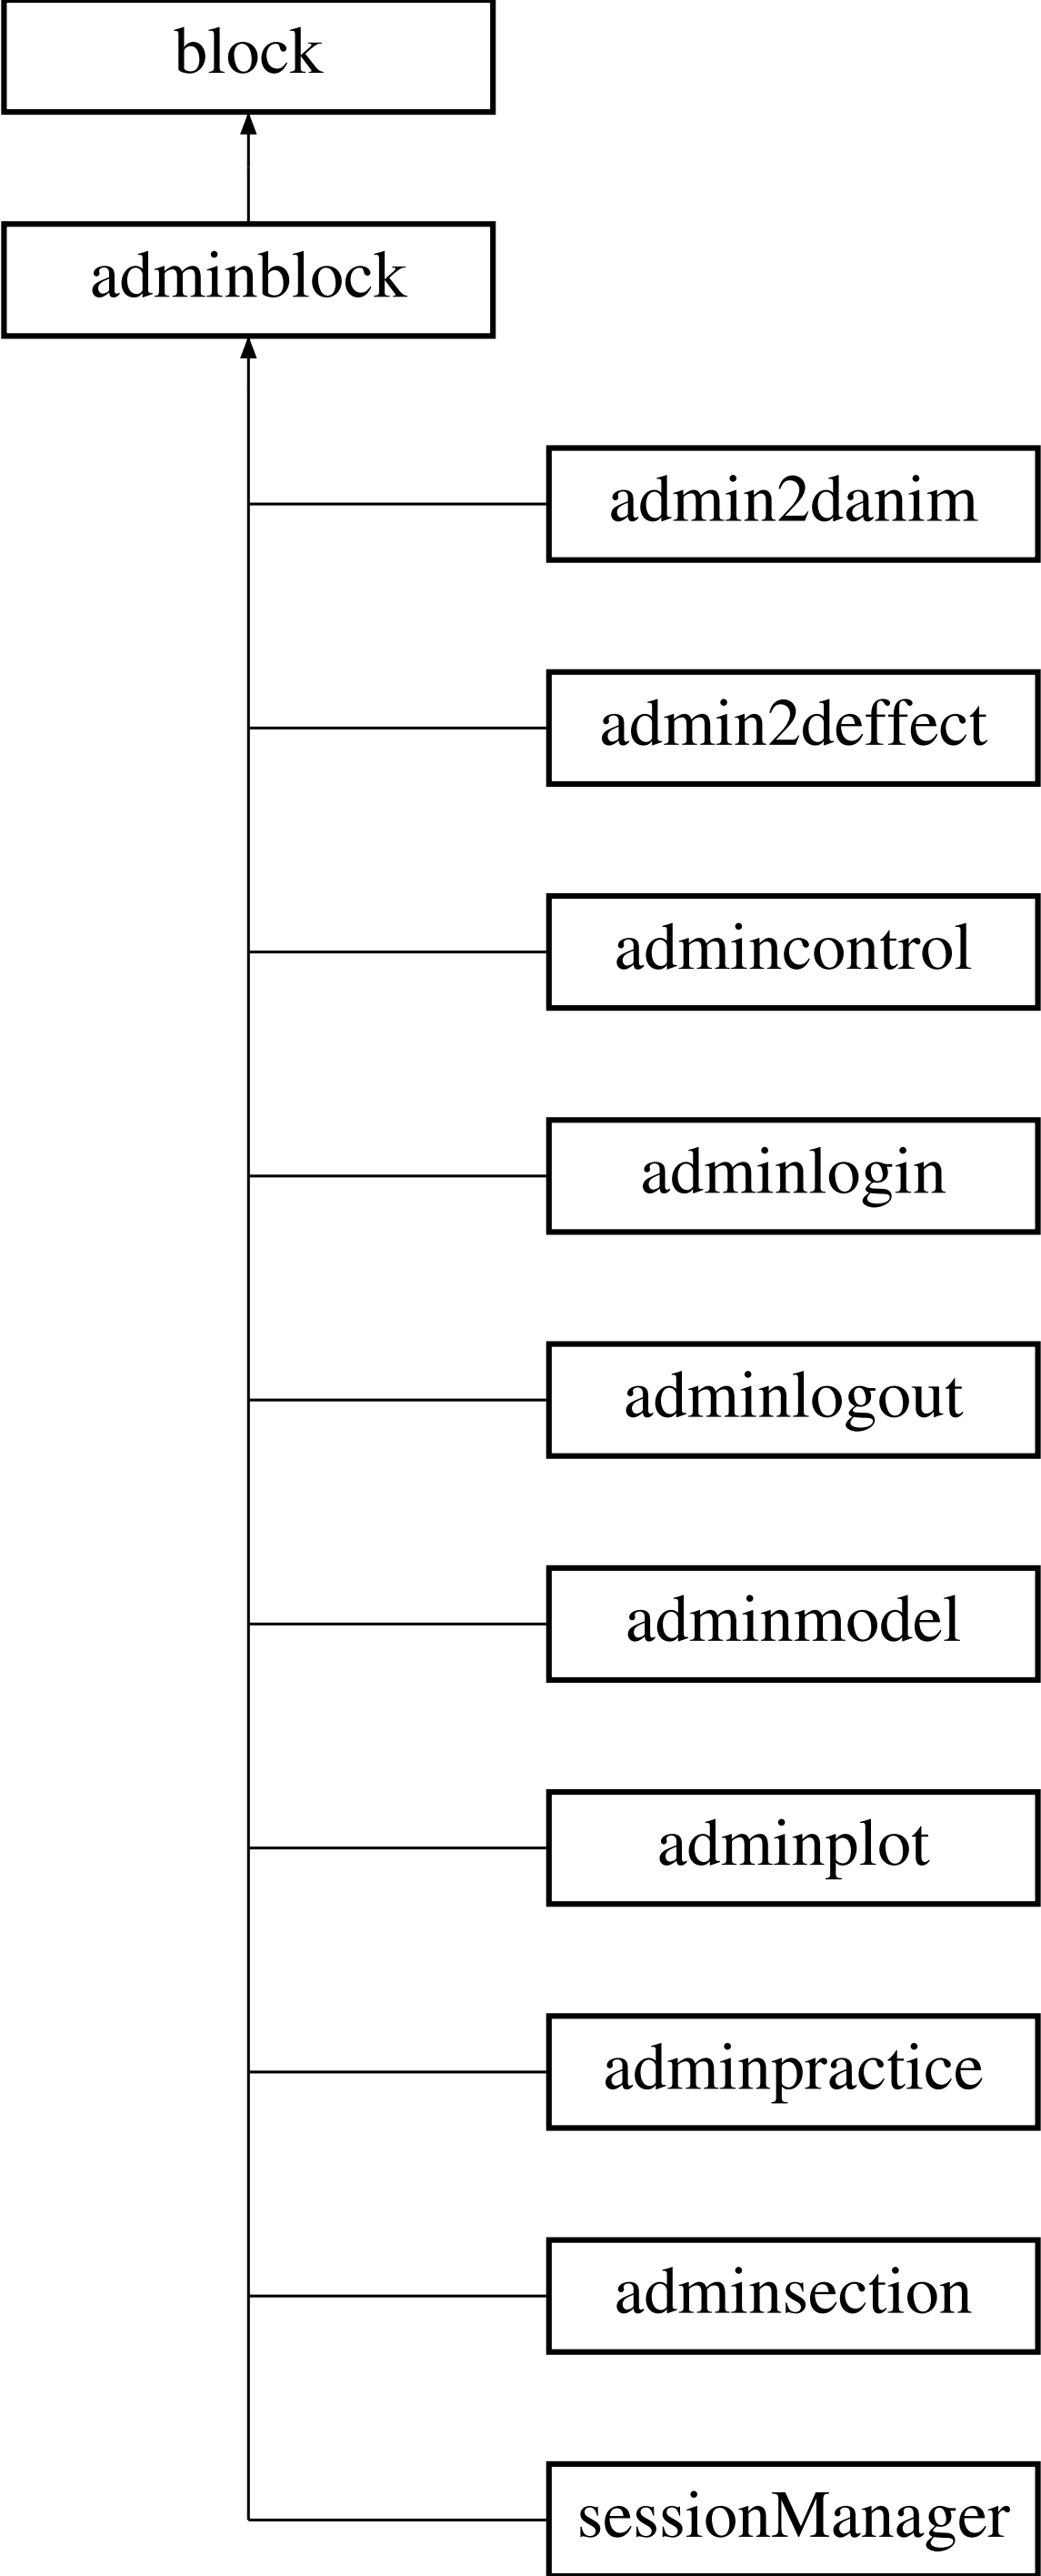 block
adminblock
admin2danim
admin2deffect
admincontrol
adminlogin
adminlogout
adminmodel
adminplot
adminpractice
adminsection
sessionManager